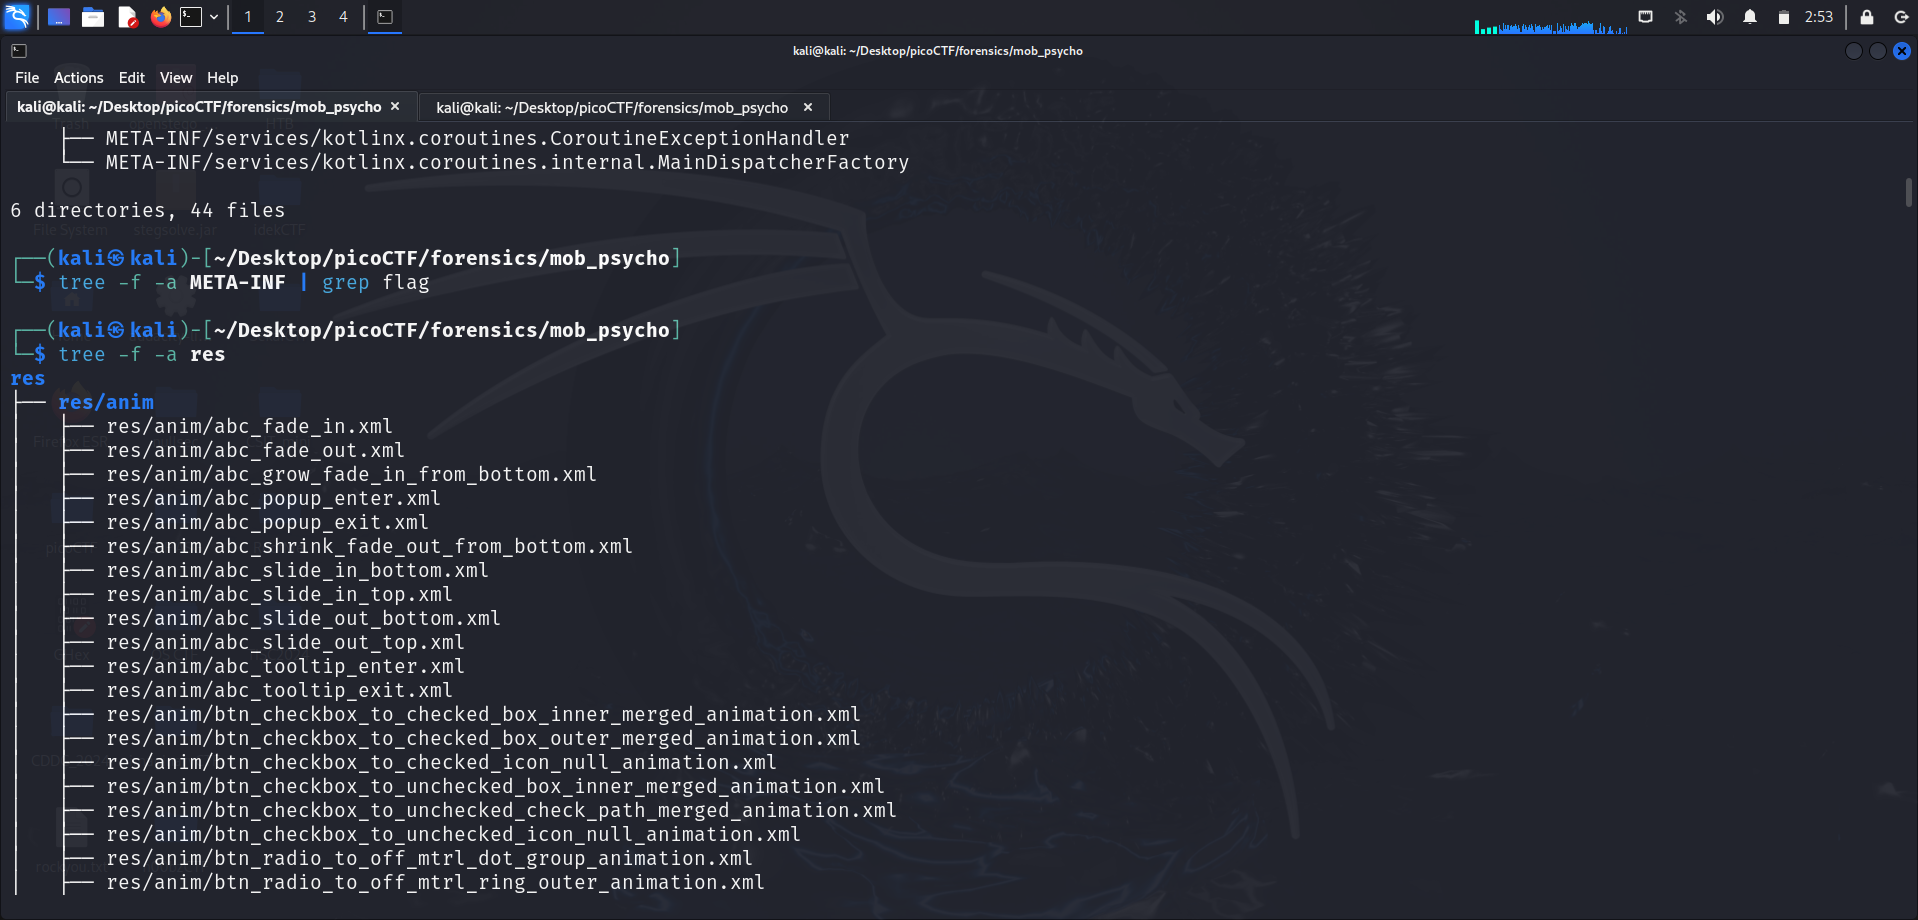 1 2 3 4 2:53
kali@kali: ~/Desktop/picoCTF/forensics/mob_psycho
File Actions Edit View Help
kali@kali: ~/Desktop/picoCTF/forensics/mob_psycho × kali@kali: ~/Desktop/picoCTF/forensics/mob_psycho ×
├── META-INF/services/kotlinx.coroutines.CoroutineExceptionHandler
└── META-INF/services/kotlinx.coroutines.internal.MainDispatcherFactory
6 directories, 44 files
File System stegsolve.jar JdekCTF
┌──(kali㉿kali)-[~/Desktop/picoCTF/forensics/mob_psycho]
└─$ tree -f -a META-INF | grep flag
┌──(kali㉿kali)-[~/Desktop/picoCTF/forensics/mob_psycho]
└─$ tree -f -a res
res
├── res/anim
│   ├── res/anim/abc_fade_in.xml
Firefox ESR
│   ├── res/anim/abc_fade_out.xml
│   ├── res/anim/abc_grow_fade_in_from_bottom.xml
│   ├── res/anim/abc_popup_enter.xml
│   ├── res/anim/abc_popup_exit.xml
│   ├── res/anim/abc_shrink_fade_out_from_bottom.xml
│   ├── res/anim/abc_slide_in_bottom.xml
│   ├── res/anim/abc_slide_in_top.xml
│   ├── res/anim/abc_slide_out_bottom.xml
│   ├── res/anim/abc_slide_out_top.xml
│   ├── res/anim/abc_tooltip_enter.xml
│   ├── res/anim/abc_tooltip_exit.xml
│   ├── res/anim/btn_checkbox_to_checked_box_inner_merged_animation.xml
│   ├── res/anim/btn_checkbox_to_checked_box_outer_merged_animation.xml
│   ├── res/anim/btn_checkbox_to_checked_icon_null_animation.xml
│   ├── res/anim/btn_checkbox_to_unchecked_box_inner_merged_animation.xml
│   ├── res/anim/btn_checkbox_to_unchecked_check_path_merged_animation.xml
│   ├── res/anim/btn_checkbox_to_unchecked_icon_null_animation.xml
│   ├── res/anim/btn_radio_to_off_mtrl_dot_group_animation.xml
│   ├── res/anim/btn_radio_to_off_mtrl_ring_outer_animation.xml